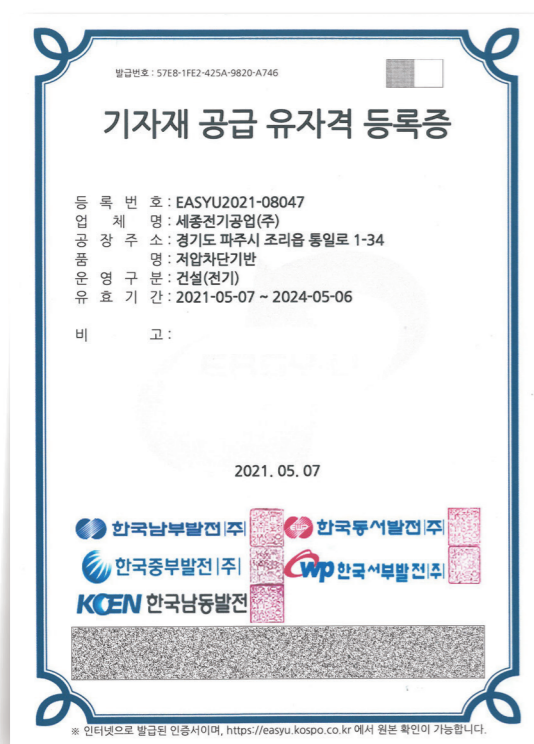 발급번호 : 57E8-1FE2-425A-9820-A746
기자재 공급 유자격 등록증
등 록 번 호 : EASYU2021-08047
업 체 명 : 세종전기공업(주)
공 장 주 소 : 경기도 파주시 조리읍 통일로 1-34
품 명 : 저압차단기반
운 영 구 분 : 건설(전기)
유 효 기 간 : 2021-05-07 ~ 2024-05-06
비 고 :
EASY-U
2021. 05. 07
한국남부발전|주| EWP 한국동서발전|주|
한국중부발전|주| wp 한국서부발전|주|
KOEN 한국남동발전
※ 인터넷으로 발급된 인증서이며, https://easyu.kospo.co.kr 에서 원본 확인이 가능합니다.